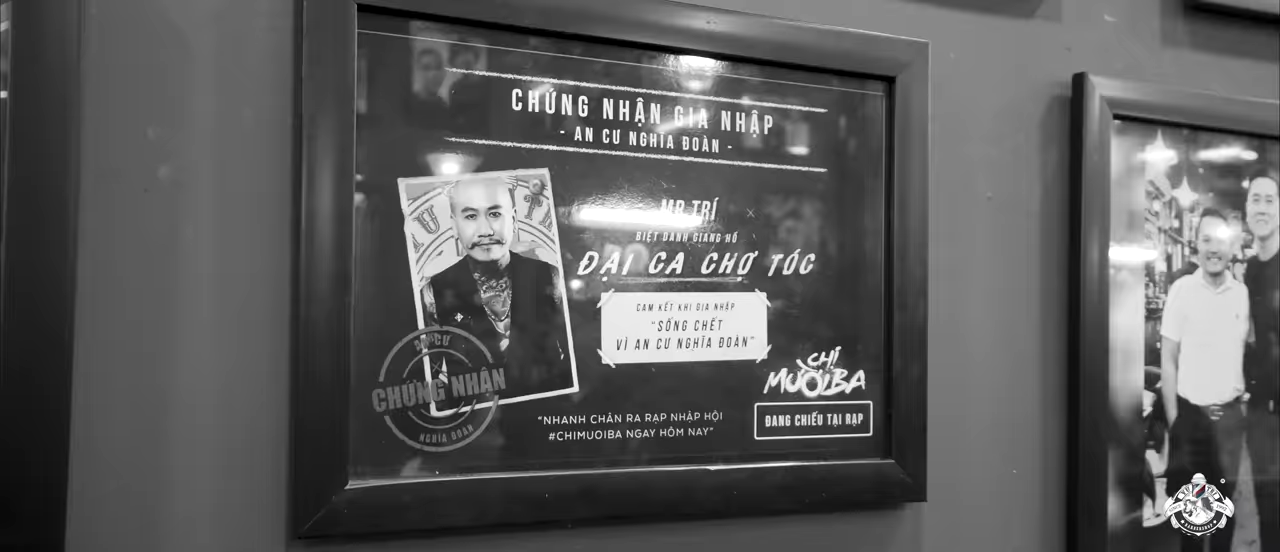 CHỨNG NHẬN GIA NHẬP
- AN CƯ NGHĨA ĐOÀN -
MR TRÍ
BIỆT DANH GIANG HỒ
ĐẠI CA CHỢ TÓC
CAM KẾT KHI GIA NHẬP
"SỐNG CHẾT
VÌ AN CƯ NGHĨA ĐOÀN"
AN CƯ
CHỨNG NHẬN
NGHĨA ĐOÀN
CHỊ
MƯỜI BA
ĐANG CHIẾU TẠI RẠP
"NHANH CHÂN RA RẠP NHẬP HỘI
#CHIMUOIBA NGAY HÔM NAY"